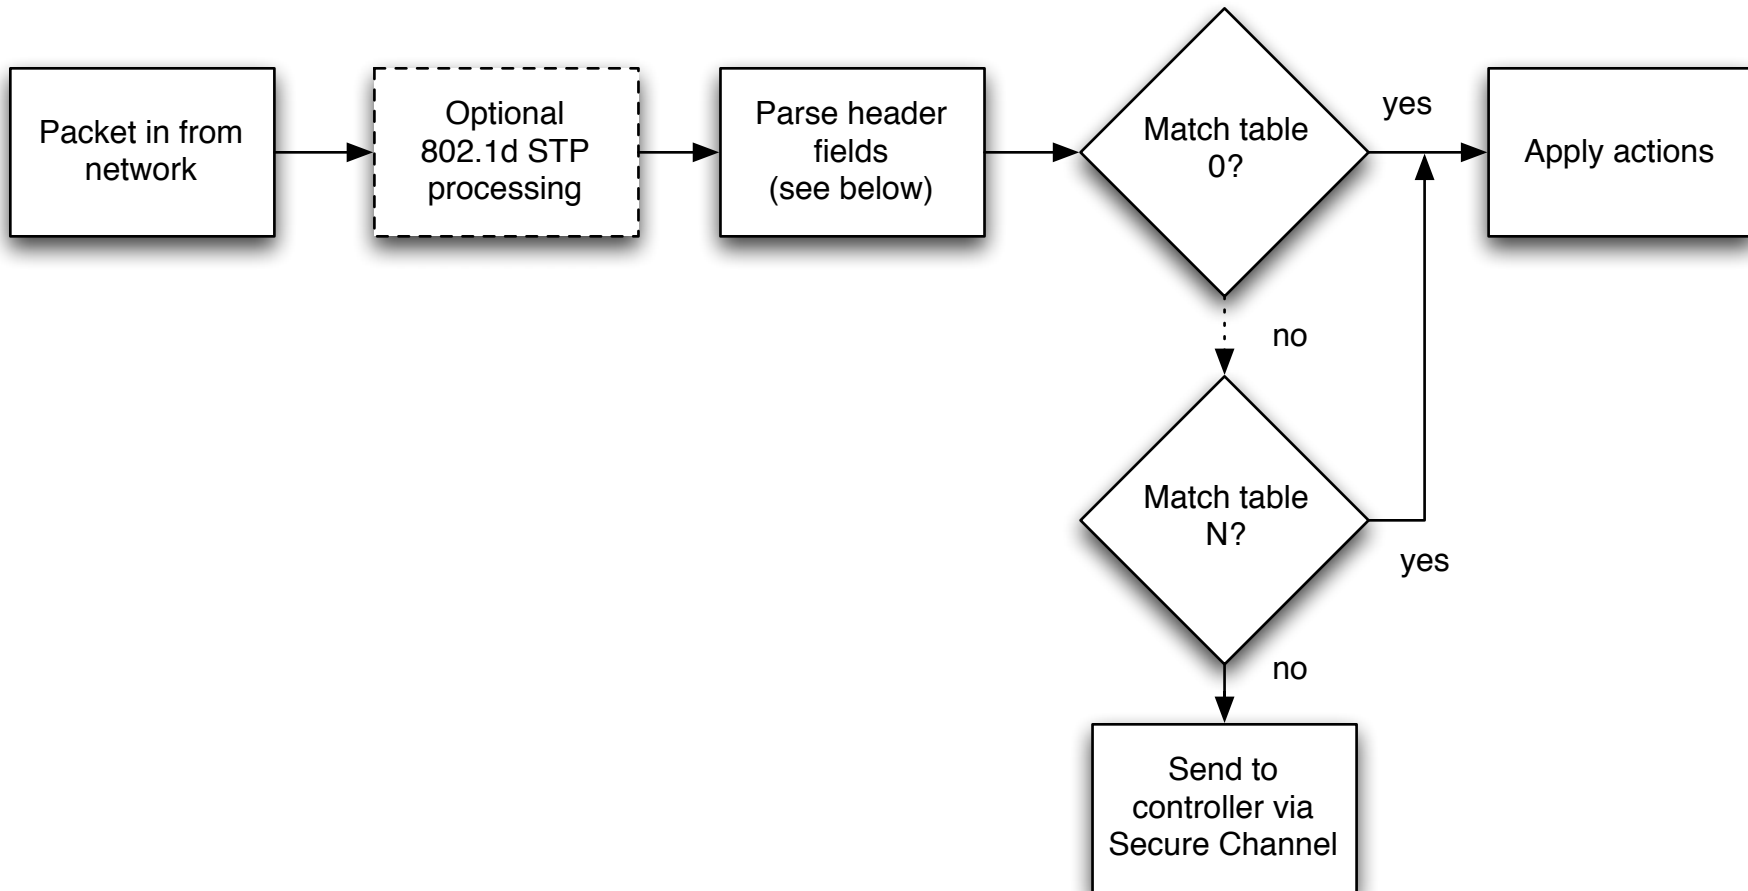 Packet in from
network
Optional
802.1d STP
processing
Parse header
fields
(see below)
Match table
0?
yes
Apply actions
no
Match table
N?
yes
no
Send to
controller via
Secure Channel